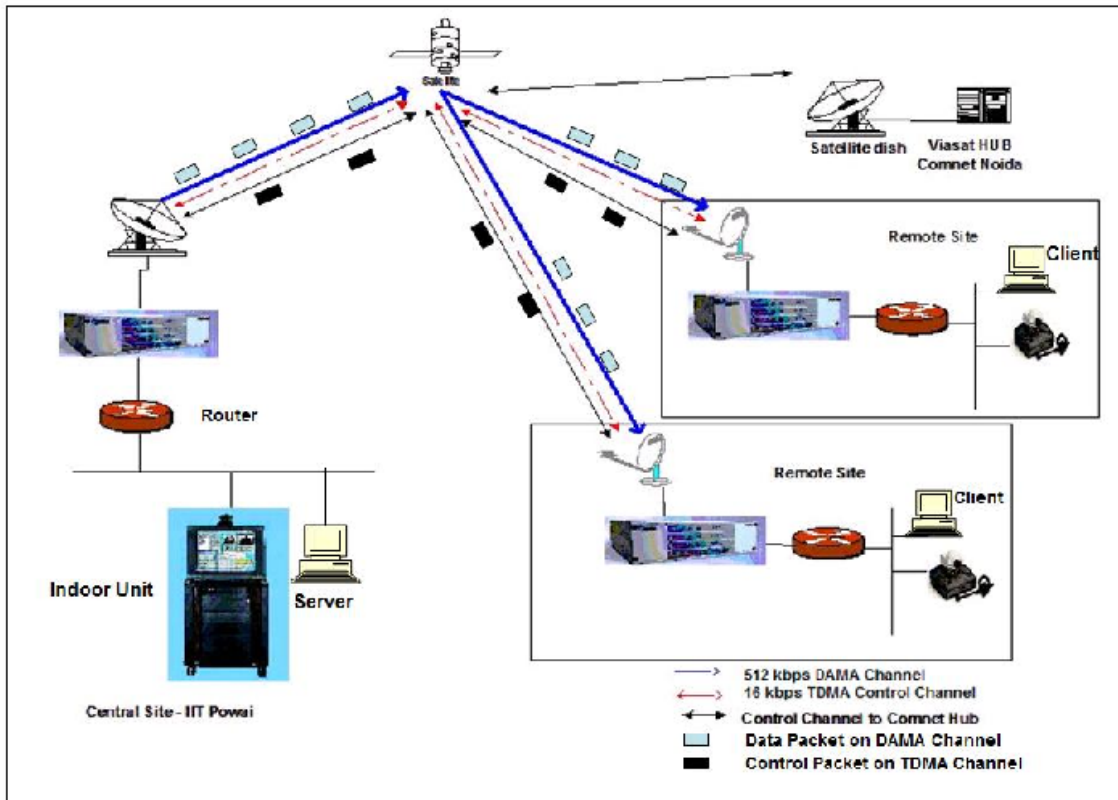 Satellite
Satellite dish
Viasat HUB
Comnet Noida
Remote Site
Client
Router
Remote Site
Client
Indoor Unit
Server
Central Site - IIT Powai
512 kbps DAMA Channel
16 kbps TDMA Control Channel
Control Channel to Comnet Hub
Data Packet on DAMA Channel
Control Packet on TDMA Channel